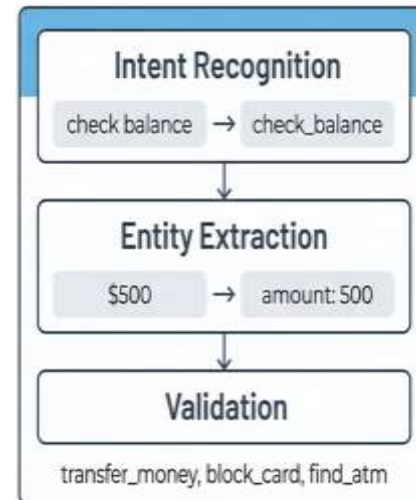 Intent Recognition
check balance → check_balance
Entity Extraction
$500 → amount: 500
Validation
transfer_money, block_card, find_atm